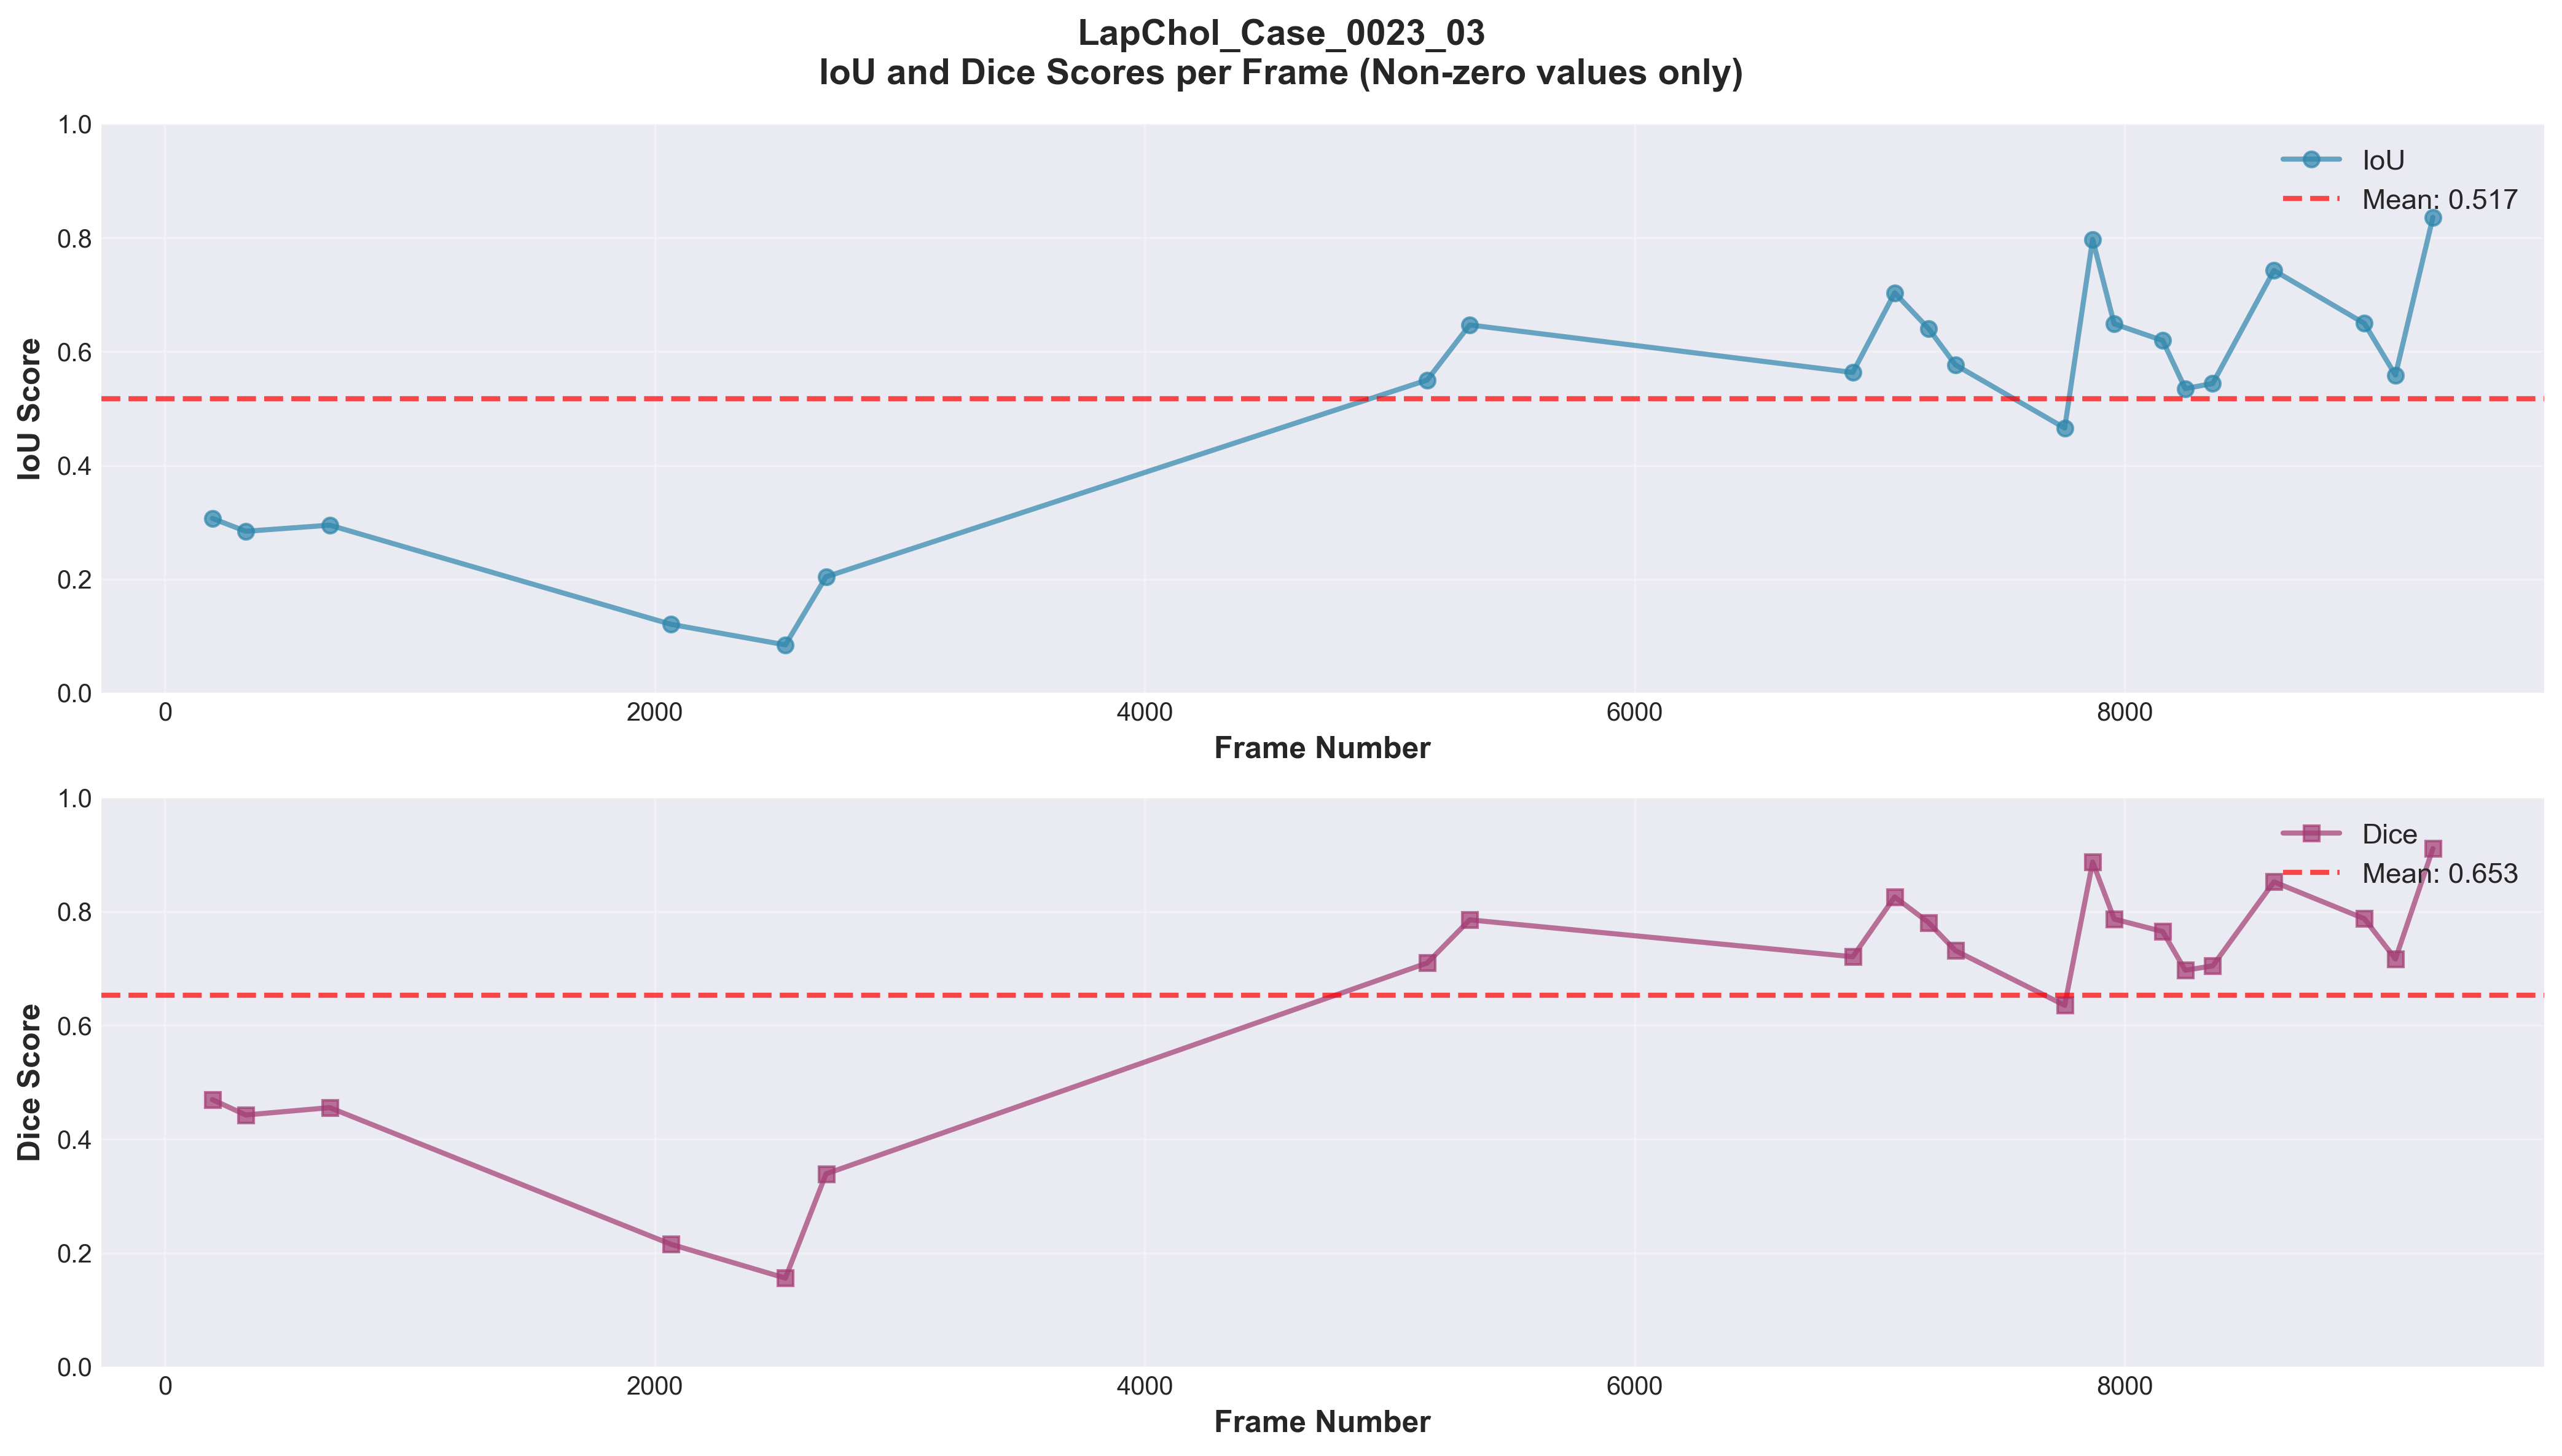 LapChol_Case_0023_03
IoU and Dice Scores per Frame (Non-zero values only)
1.0
0.8
0.6
0.4
0.2
0.0
IoU Score
IoU
Mean: 0.517
0 2000 4000 6000 8000
Frame Number
1.0
0.8
0.6
0.4
0.2
0.0
Dice Score
Dice
Mean: 0.653
0 2000 4000 6000 8000
Frame Number